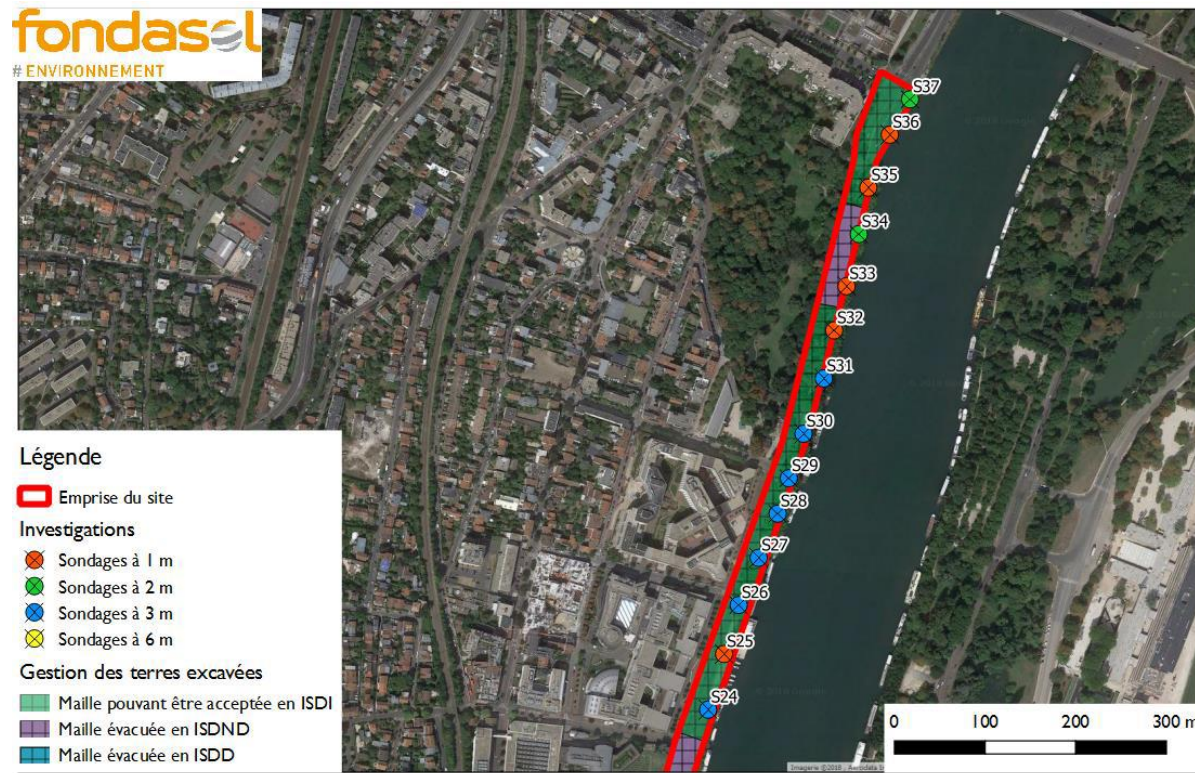 fondasol
# ENVIRONNEMENT
S37
S36
S35
S34
S33
S32
S31
S30
S29
S28
S27
S26
S25
S24
Légende
Emprise du site
Investigations
Sondages à 1 m
Sondages à 2 m
Sondages à 3 m
Sondages à 6 m
Gestion des terres excavées
Maille pouvant être acceptée en ISDI
Maille évacuée en ISDND
Maille évacuée en ISDD
0 100 200 300 m